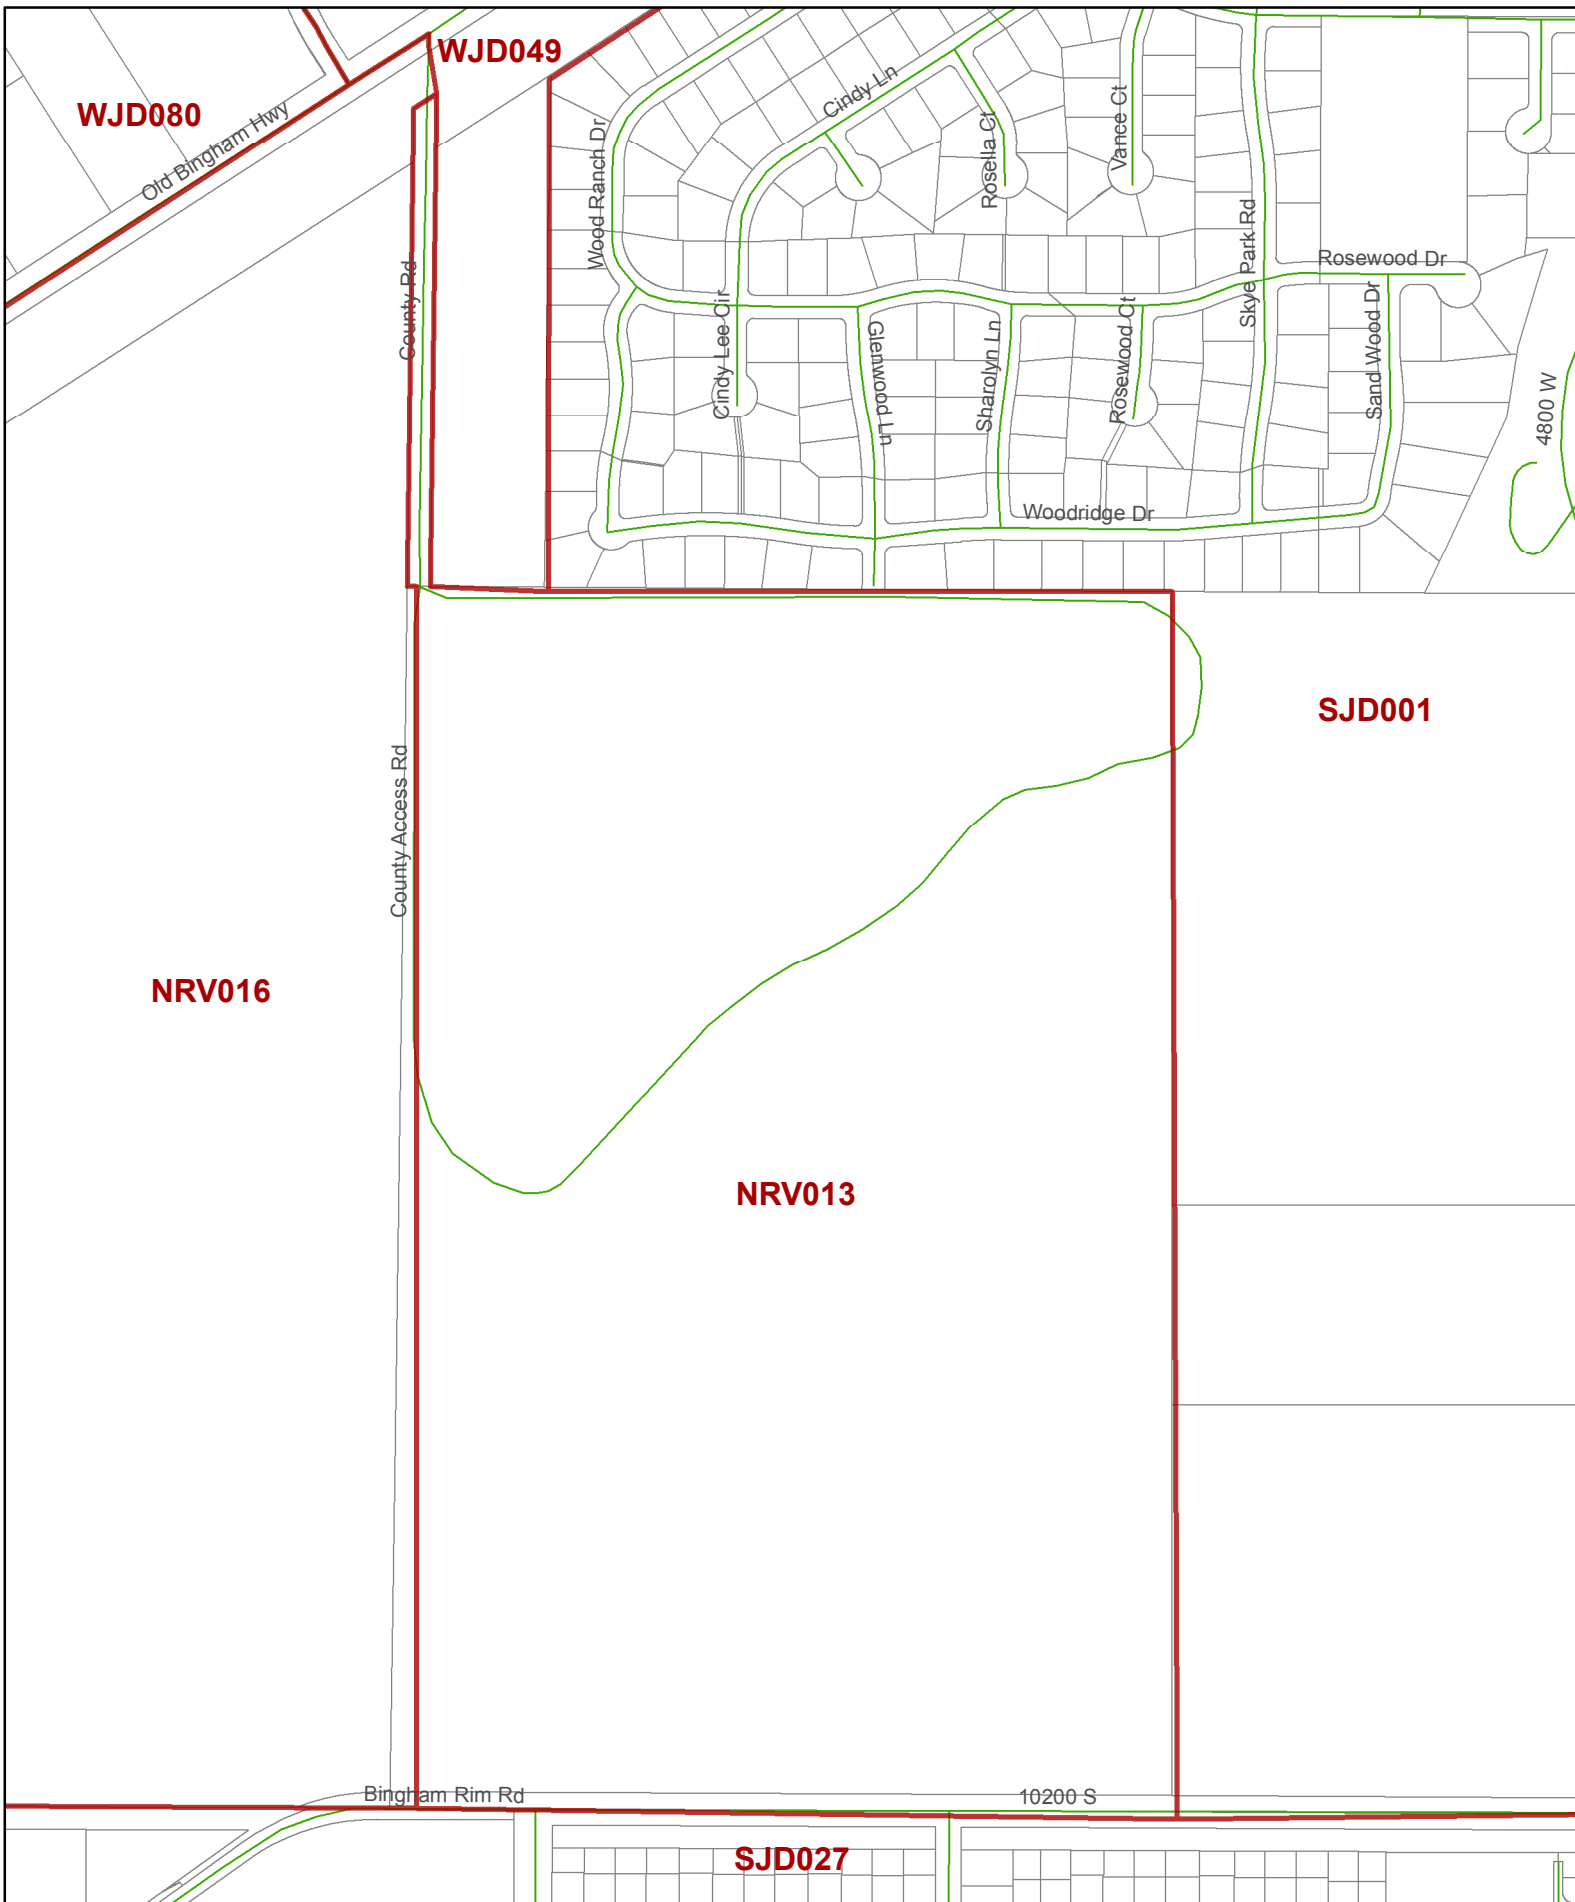 WJD049
WJD080
Old Bingham Hwy
Cindy Ln
Rosella Ct
Vance Ct
Wood Ranch Dr
Skye Park Rd
Rosewood Dr
County Rd
Cindy Lee Cir
Glenwood Ln
Sharolyn Ln
Rosewood Ct
Sand Wood Dr
4800 W
Woodridge Dr
SJD001
County Access Rd
NRV016
NRV013
Bingham Rim Rd
10200 S
SJD027